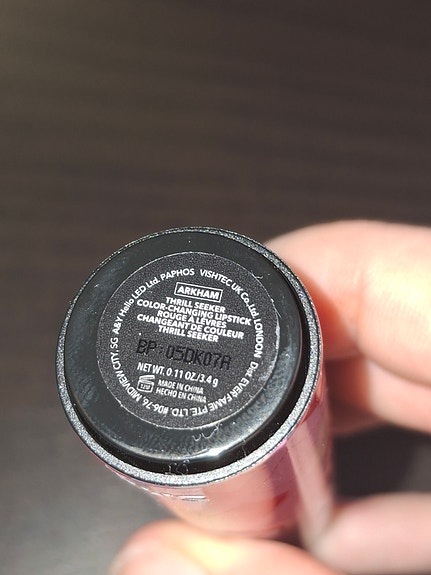 A&Y Hello LED Ltd. PAPHOS VISHTEC UK Co.Ltd LONDON Dist EVER FAME PTE. LTD. #06-76, MIDVIEW CITY, SG
ARKHAM
THRILL SEEKER
COLOR-CHANGING LIPSTICK
ROUGE À LÈVRES
CHANGEANT DE COULEUR
THRILL SEEKER
BP 05DK07A
NET WT. 0.11 OZ/3.4 g
12M
MADE IN CHINA
HECHO EN CHINA